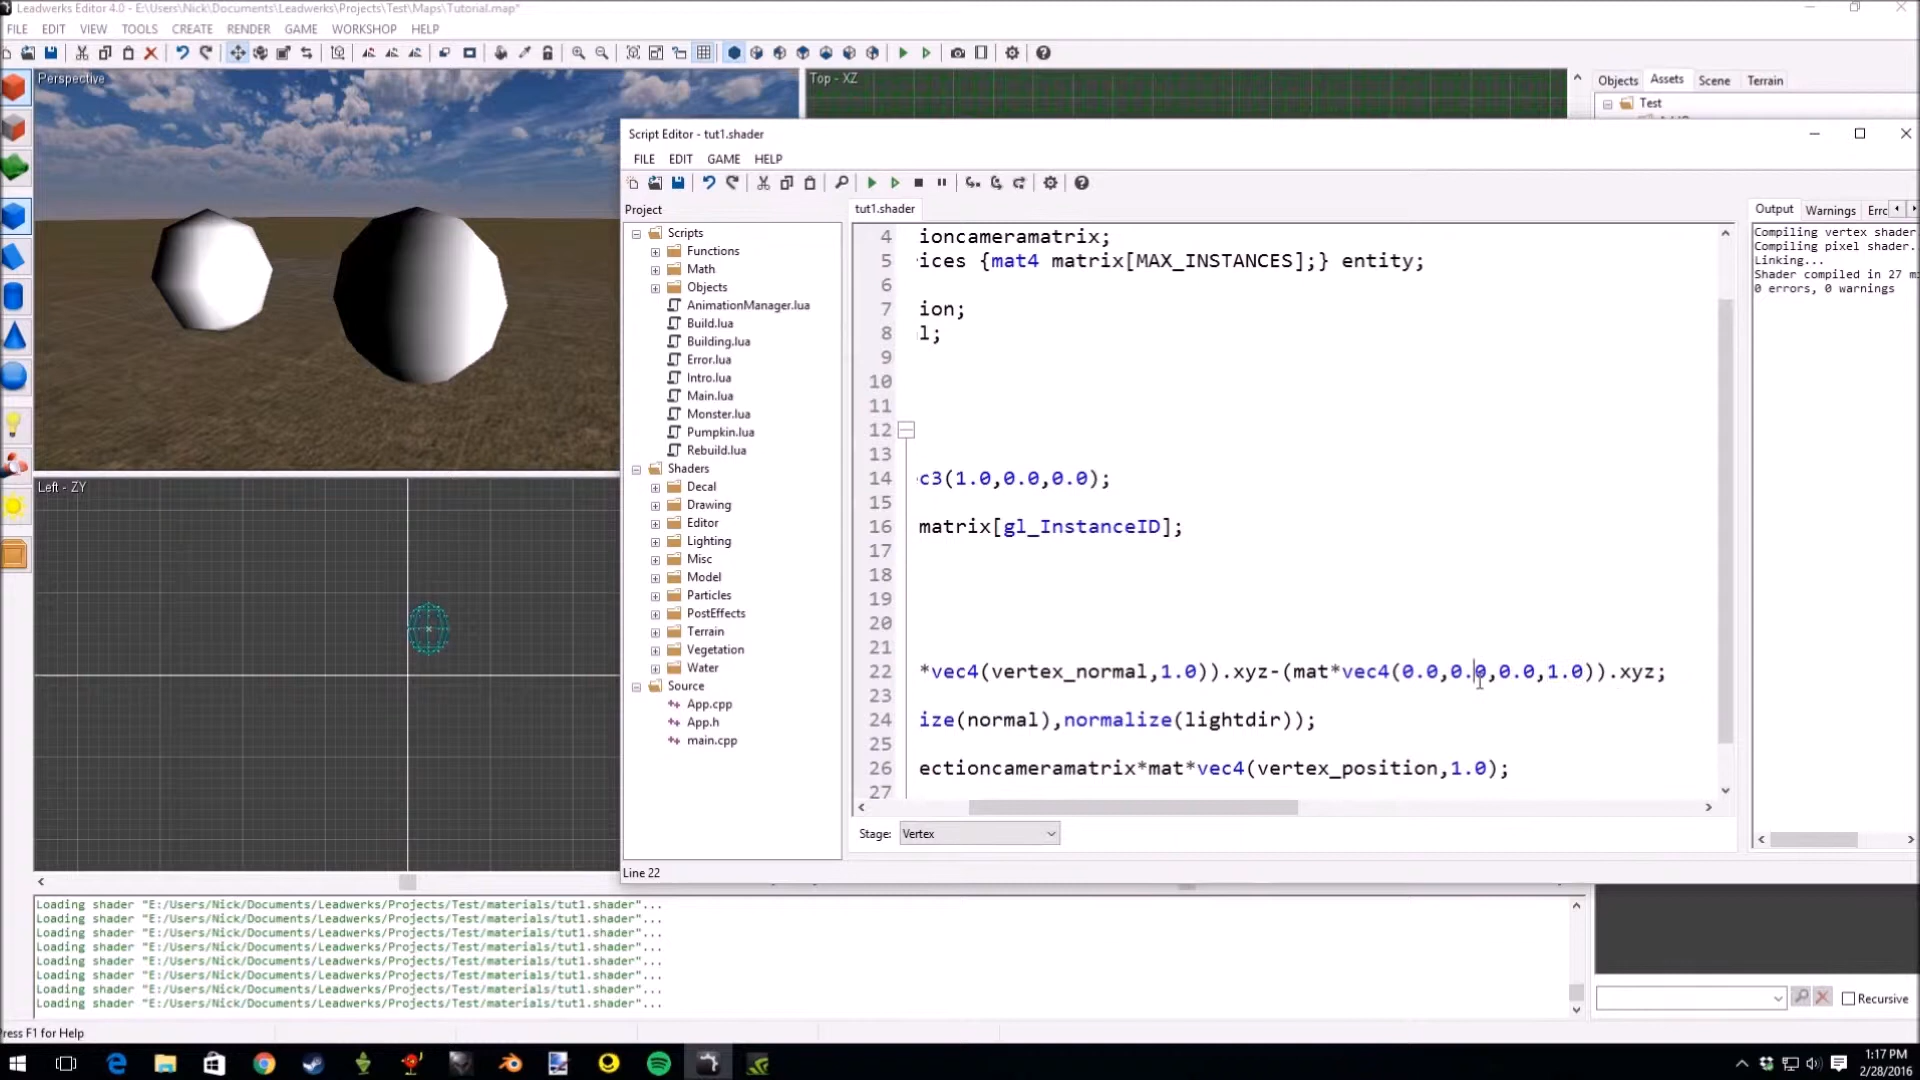 Leadwerks Editor 4.0 - E:\Users\Nick\Documents\Leadwerks\Projects\Test\Maps\Tutorial.map*
FILE EDIT VIEW TOOLS CREATE RENDER GAME WORKSHOP HELP
Perspective
Top - XZ
Objects Assets Scene Terrain
Test
Script Editor - tut1.shader
FILE EDIT GAME HELP
Project
tut1.shader
Output Warnings Errc
Scripts
Functions
Math
Objects
AnimationManager.lua
Build.lua
Building.lua
Error.lua
Intro.lua
Main.lua
Monster.lua
Pumpkin.lua
Rebuild.lua
Shaders
Decal
Drawing
Editor
Lighting
Misc
Model
Particles
PostEffects
Terrain
Vegetation
Water
Source
App.cpp
App.h
main.cpp
4 ioncameramatrix;
5 ices {mat4 matrix[MAX_INSTANCES];} entity;
6
7 ion;
8 l;
9
10
11
12
13
14 c3(1.0,0.0,0.0);
15
16 matrix[gl_InstanceID];
17
18
19
20
21
22 *vec4(vertex_normal,1.0)).xyz-(mat*vec4(0.0,0.0,0.0,1.0)).xyz;
23
24 ize(normal),normalize(lightdir));
25
26 ectioncameramatrix*mat*vec4(vertex_position,1.0);
27
Compiling vertex shader
Compiling pixel shader.
Linking...
Shader compiled in 27 m
0 errors, 0 warnings
Stage: Vertex
Line 22
Left - ZY
Loading shader "E:/Users/Nick/Documents/Leadwerks/Projects/Test/materials/tut1.shader"...
Loading shader "E:/Users/Nick/Documents/Leadwerks/Projects/Test/materials/tut1.shader"...
Loading shader "E:/Users/Nick/Documents/Leadwerks/Projects/Test/materials/tut1.shader"...
Loading shader "E:/Users/Nick/Documents/Leadwerks/Projects/Test/materials/tut1.shader"...
Loading shader "E:/Users/Nick/Documents/Leadwerks/Projects/Test/materials/tut1.shader"...
Loading shader "E:/Users/Nick/Documents/Leadwerks/Projects/Test/materials/tut1.shader"...
Loading shader "E:/Users/Nick/Documents/Leadwerks/Projects/Test/materials/tut1.shader"...
Loading shader "E:/Users/Nick/Documents/Leadwerks/Projects/Test/materials/tut1.shader"...
Recursive
Press F1 for Help
1:17 PM
2/28/2016